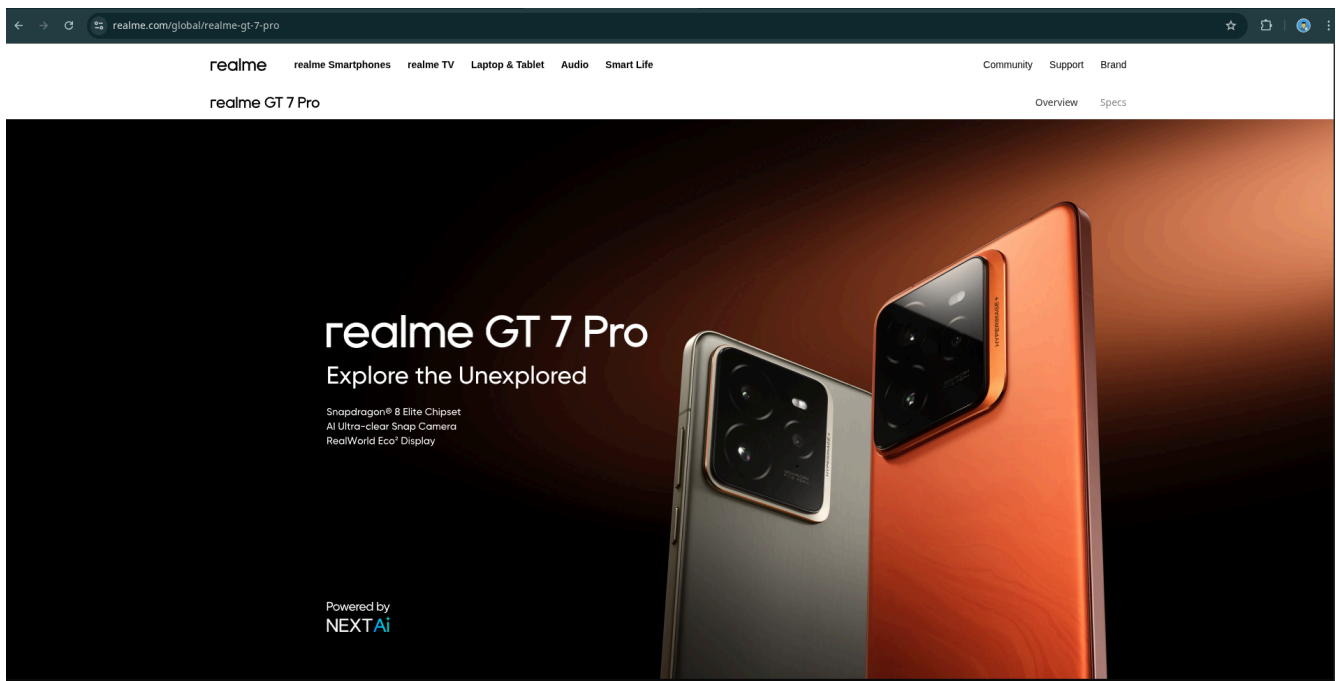 realme.com/global/realme-gt-7-pro
realme
realme Smartphones
realme TV
Laptop & Tablet
Audio
Smart Life
Community
Support
Brand
realme GT 7 Pro
Overview
Specs
realme GT 7 Pro
Explore the Unexplored
Snapdragon® 8 Elite Chipset
AI Ultra-clear Snap Camera
RealWorld Eco² Display
HYPERIMAGE+
HYPERIMAGE+
Powered by
NEXTAi